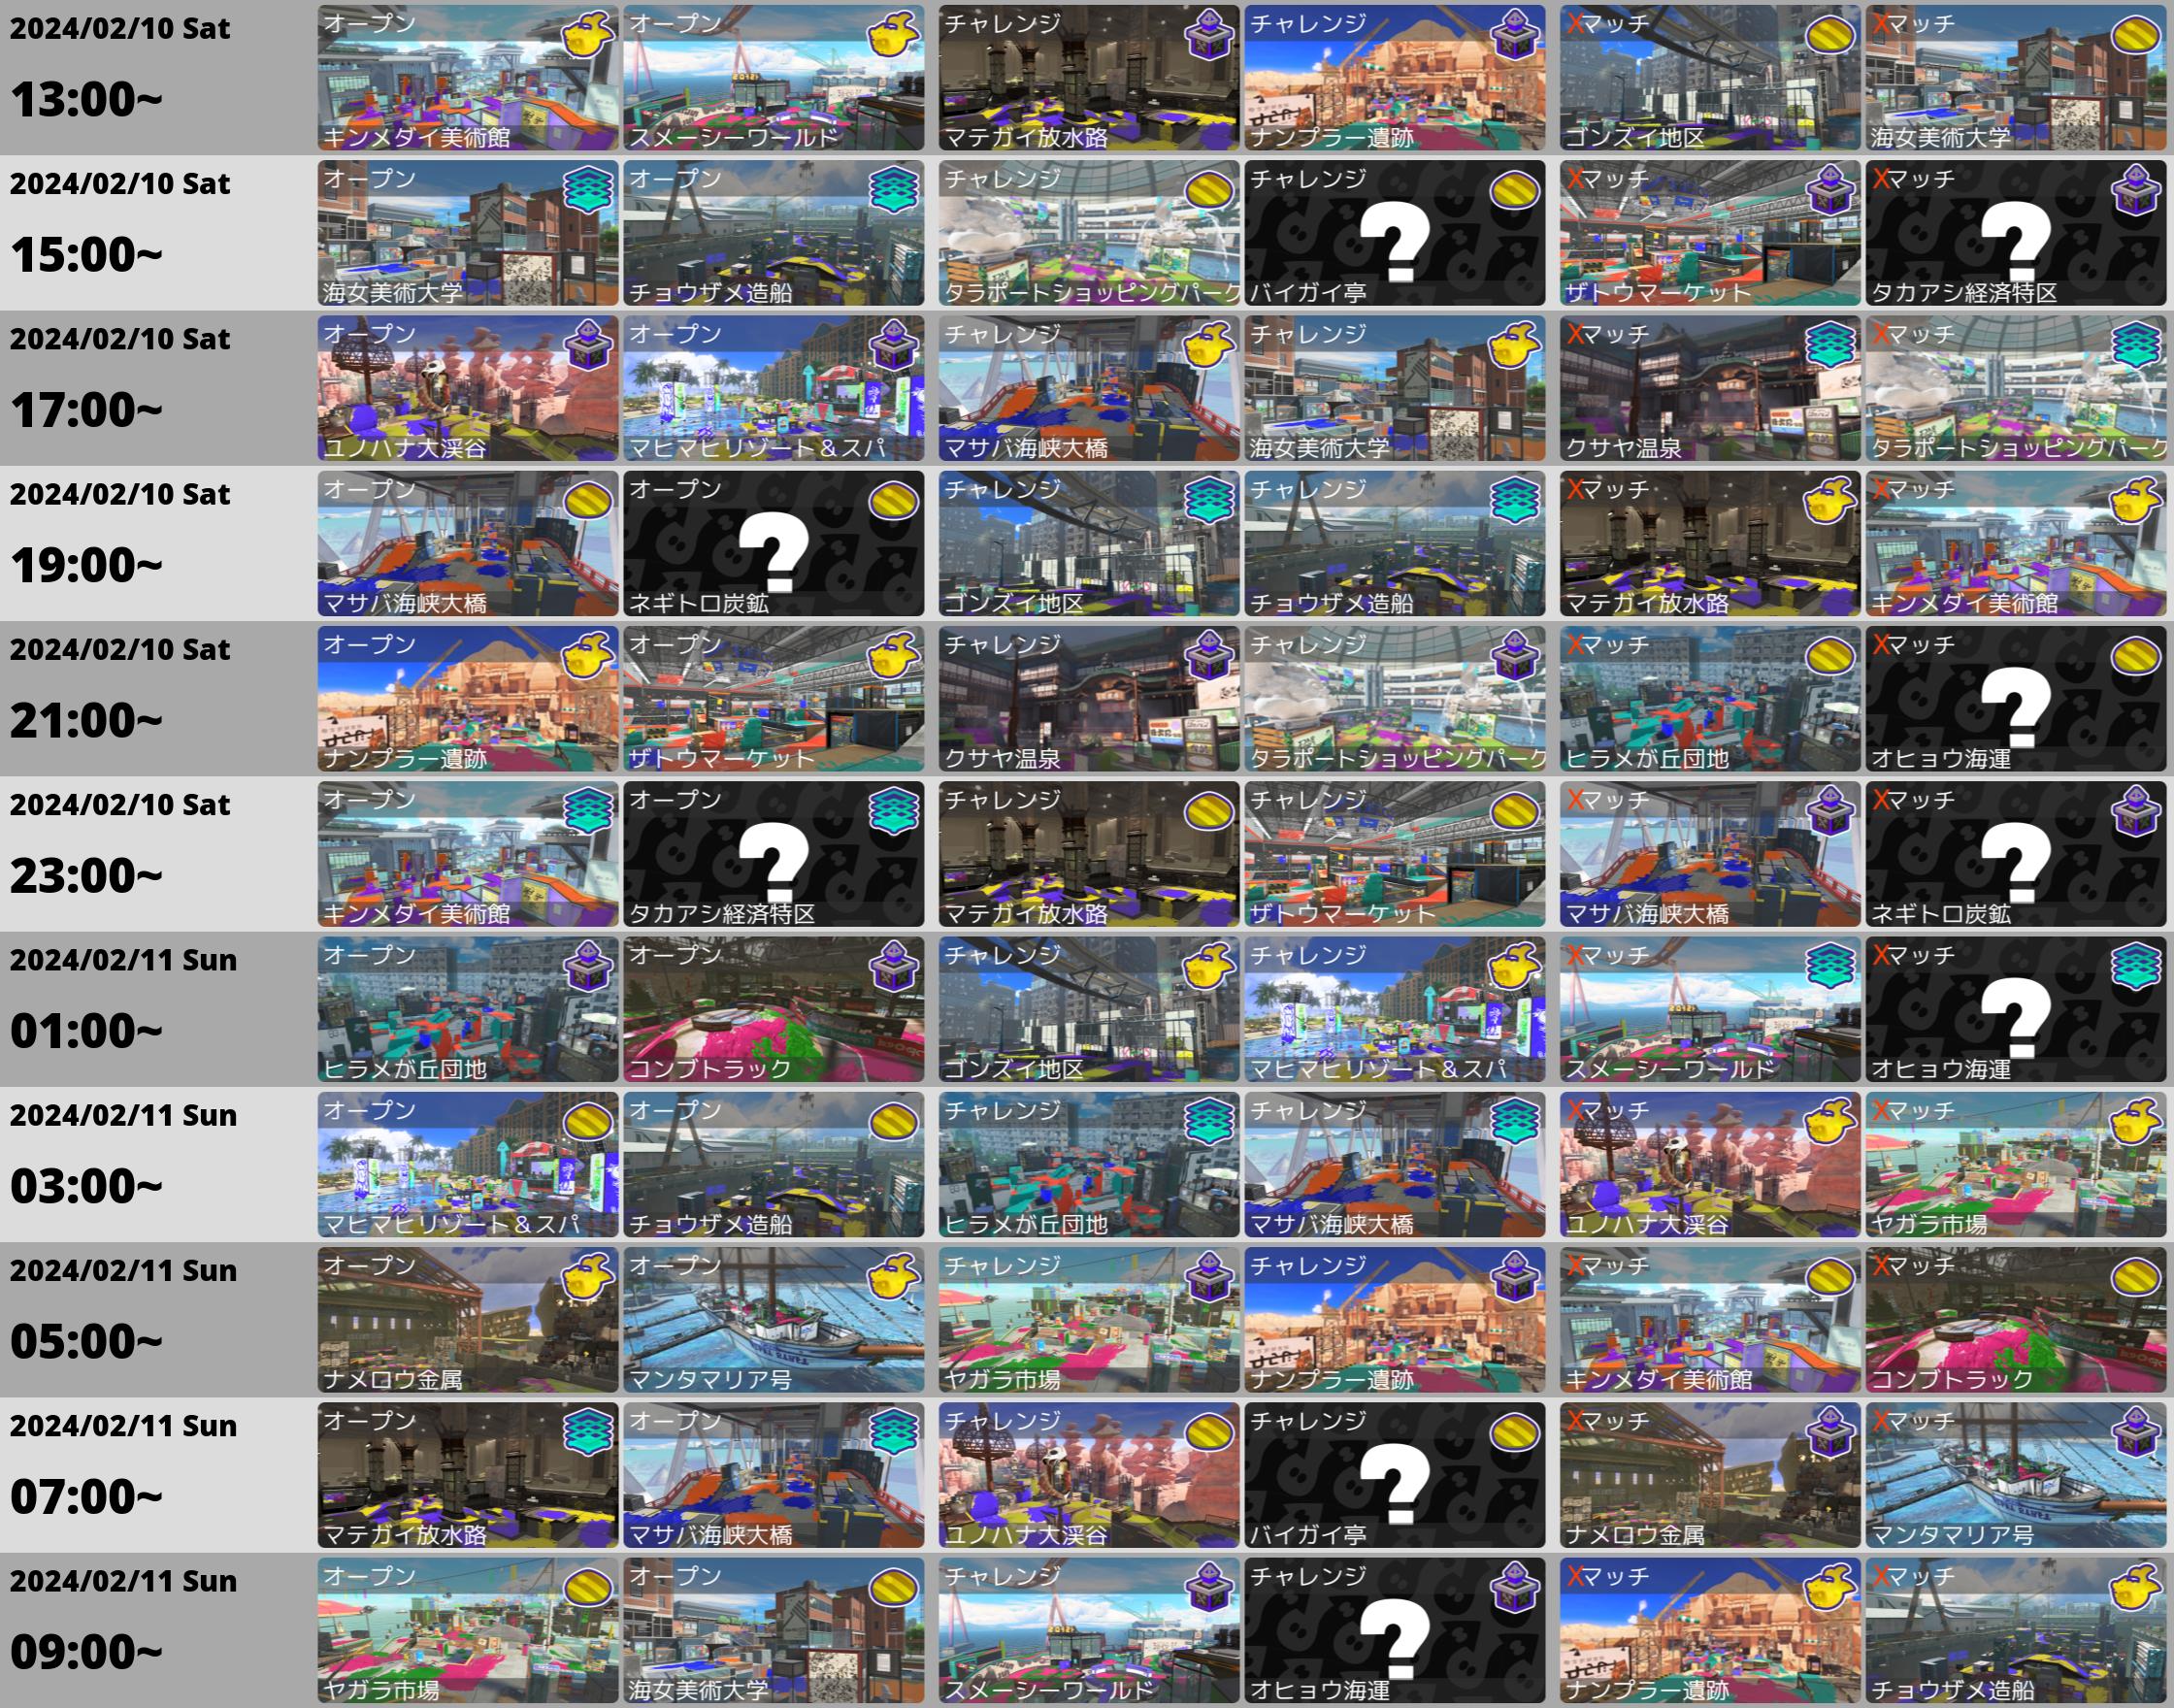 2024/02/10 Sat
13:00~
オープン
キンメダイ美術館
オープン
スメーシーワールド
チャレンジ
マテガイ放水路
チャレンジ
ナンプラー遺跡
Xマッチ
ゴンズイ地区
Xマッチ
海女美術大学
2024/02/10 Sat
15:00~
オープン
海女美術大学
オープン
チョウザメ造船
チャレンジ
タラポートショッピングパーク
チャレンジ
バイガイ亭
Xマッチ
ザトウマーケット
Xマッチ
タカアシ経済特区
2024/02/10 Sat
17:00~
オープン
ユノハナ大渓谷
オープン
マヒマヒリゾート&スパ
チャレンジ
マサバ海峡大橋
チャレンジ
海女美術大学
Xマッチ
クサヤ温泉
Xマッチ
タラポートショッピングパーク
2024/02/10 Sat
19:00~
オープン
マサバ海峡大橋
オープン
ネギトロ炭鉱
チャレンジ
ゴンズイ地区
チャレンジ
チョウザメ造船
Xマッチ
マテガイ放水路
Xマッチ
キンメダイ美術館
2024/02/10 Sat
21:00~
オープン
ナンプラー遺跡
オープン
ザトウマーケット
チャレンジ
クサヤ温泉
チャレンジ
タラポートショッピングパーク
Xマッチ
ヒラメが丘団地
Xマッチ
オヒョウ海運
2024/02/10 Sat
23:00~
オープン
キンメダイ美術館
オープン
タカアシ経済特区
チャレンジ
マテガイ放水路
チャレンジ
ザトウマーケット
Xマッチ
マサバ海峡大橋
Xマッチ
ネギトロ炭鉱
2024/02/11 Sun
01:00~
オープン
ヒラメが丘団地
オープン
コンブトラック
チャレンジ
ゴンズイ地区
チャレンジ
マヒマヒリゾート&スパ
Xマッチ
スメーシーワールド
Xマッチ
オヒョウ海運
2024/02/11 Sun
03:00~
オープン
マヒマヒリゾート&スパ
オープン
チョウザメ造船
チャレンジ
ヒラメが丘団地
チャレンジ
マサバ海峡大橋
Xマッチ
ユノハナ大渓谷
Xマッチ
ヤガラ市場
2024/02/11 Sun
05:00~
オープン
ナメロウ金属
オープン
マンタマリア号
チャレンジ
ヤガラ市場
チャレンジ
ナンプラー遺跡
Xマッチ
キンメダイ美術館
Xマッチ
コンブトラック
2024/02/11 Sun
07:00~
オープン
マテガイ放水路
オープン
マサバ海峡大橋
チャレンジ
ユノハナ大渓谷
チャレンジ
バイガイ亭
Xマッチ
ナメロウ金属
Xマッチ
マンタマリア号
2024/02/11 Sun
09:00~
オープン
ヤガラ市場
オープン
海女美術大学
チャレンジ
スメーシーワールド
チャレンジ
オヒョウ海運
Xマッチ
ナンプラー遺跡
Xマッチ
チョウザメ造船